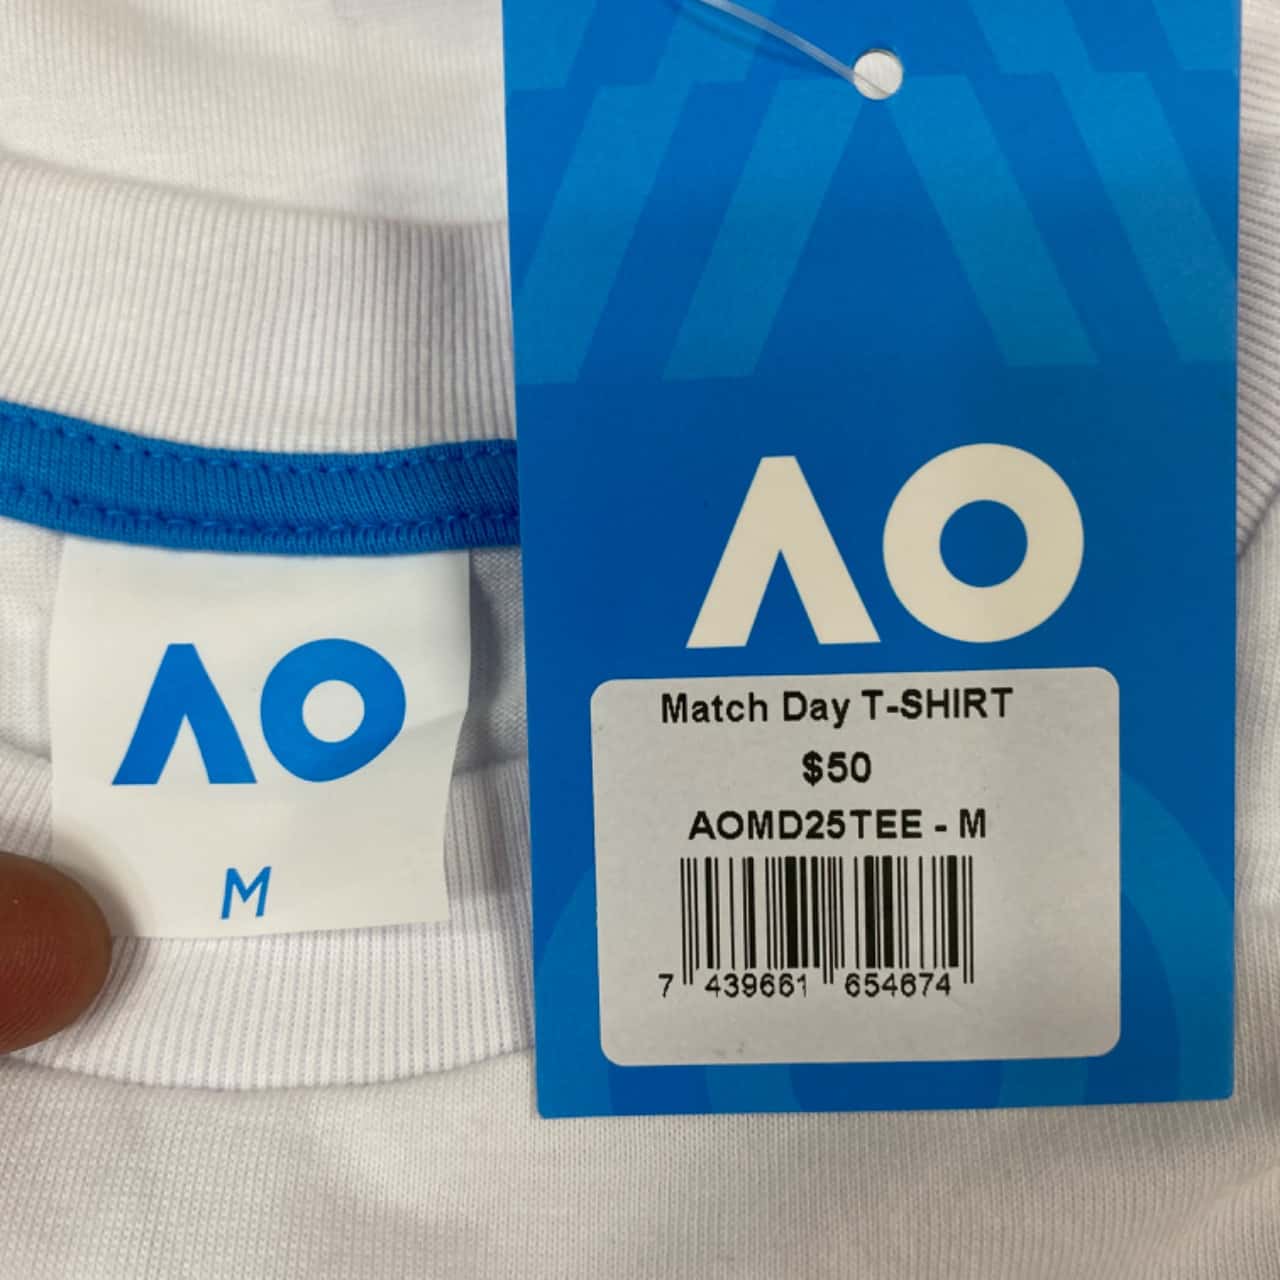 AO
M
AO
Match Day T-SHIRT
$50
AOMD25TEE - M
7 439661 654674